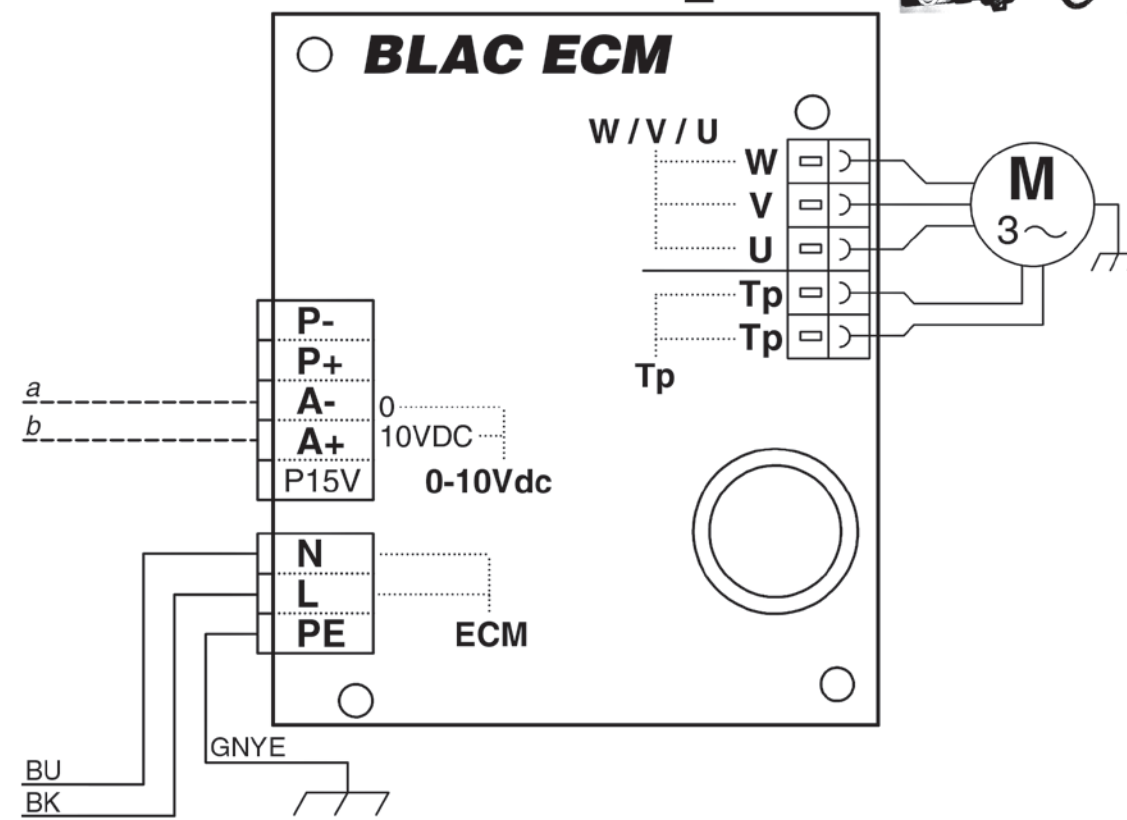 BLAC ECM
W / V / U
W
V
U
Tp
Tp
Tp
M
3~
P-
P+
A-
A+
P15V
a
b
0
10VDC
0-10Vdc
N
L
PE
ECM
GNYE
BU
BK